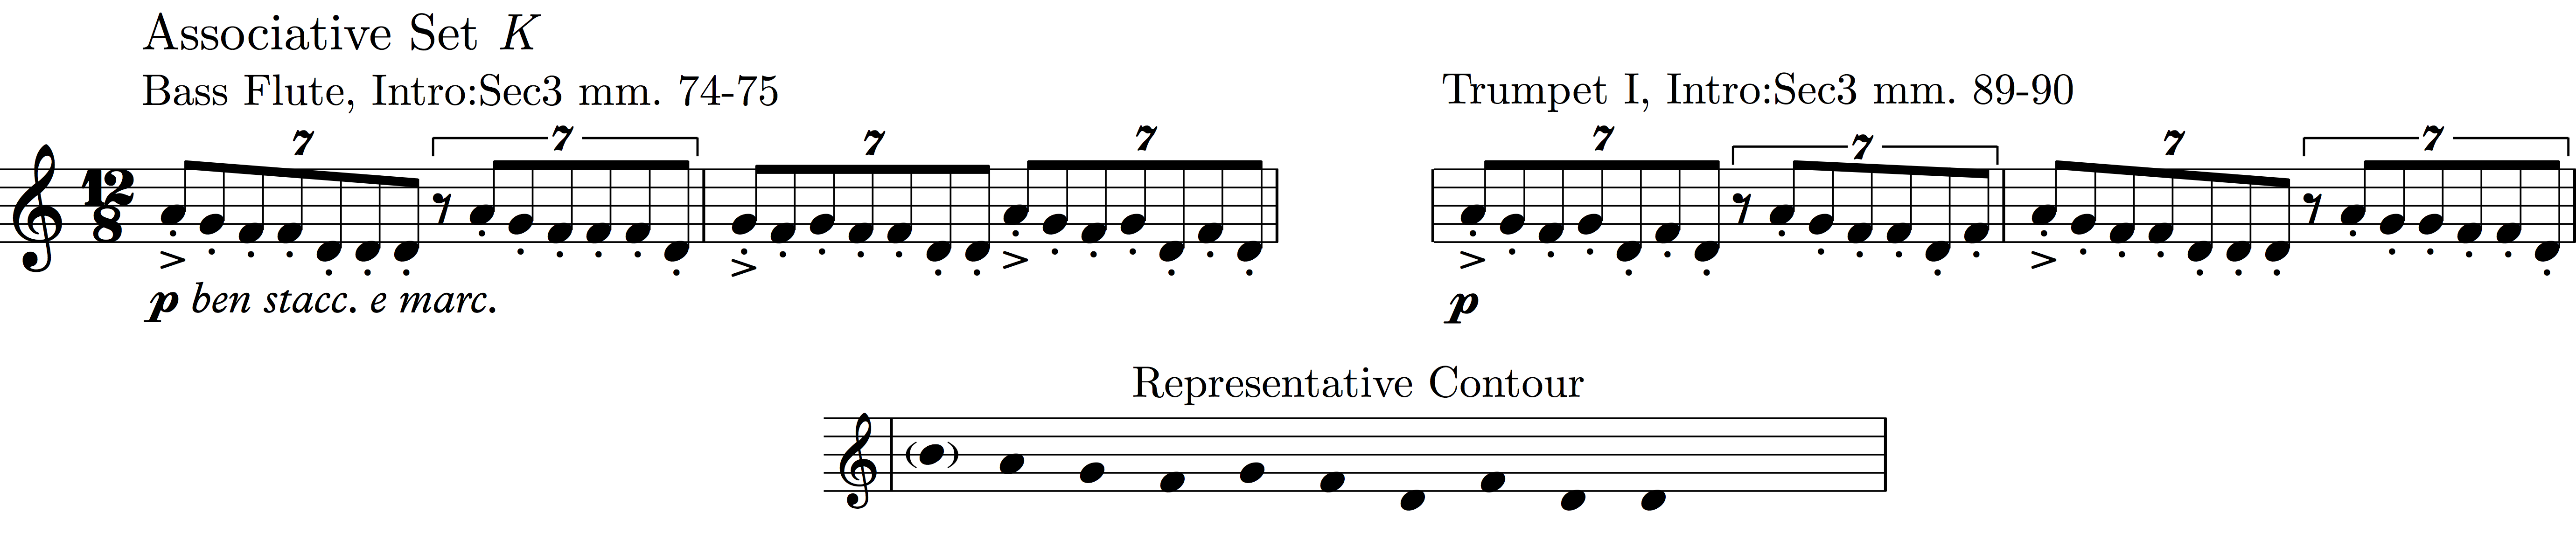 Associative Set K
Bass Flute, Intro:Sec3 mm. 74-75
Trumpet I, Intro:Sec3 mm. 89-90
7 7 7 7 7 7 7 7
12
8
p ben stacc. e marc.
p
Representative Contour
( )